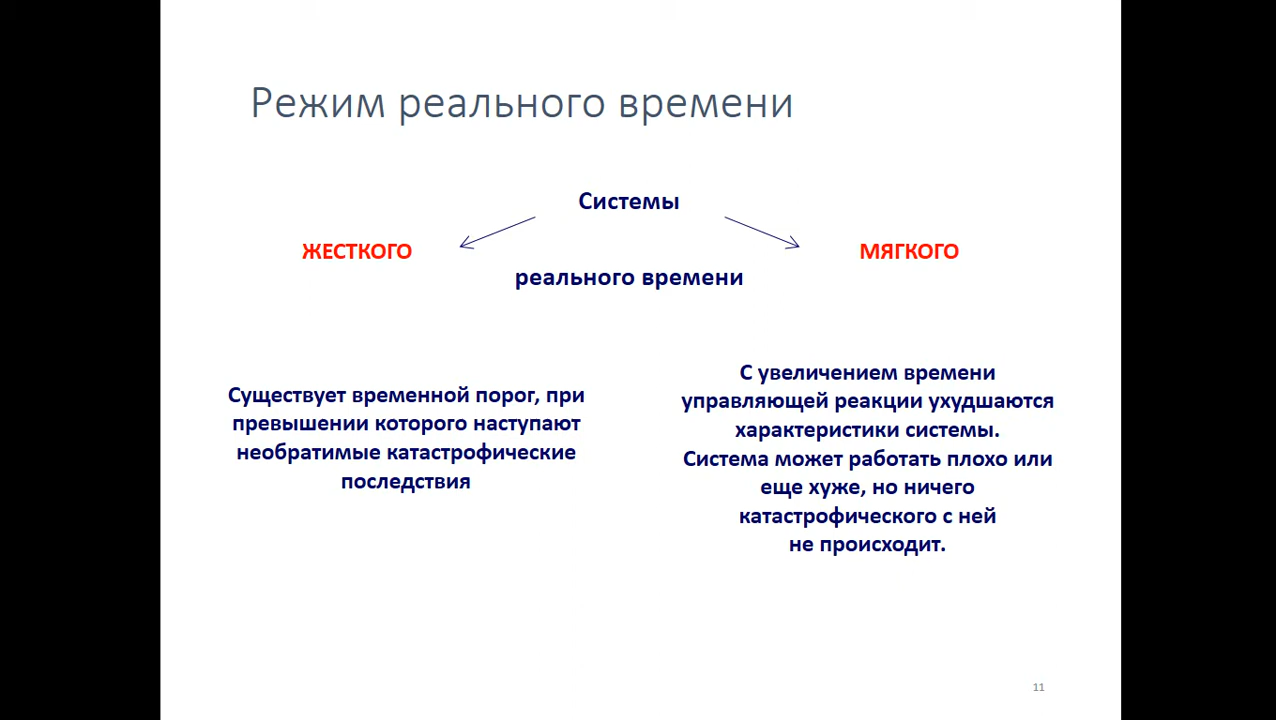 Режим реального времени
Системы
ЖЕСТКОГО
МЯГКОГО
реального времени
Существует временной порог, при
превышении которого наступают
необратимые катастрофические
последствия
С увеличением времени
управляющей реакции ухудшаются
характеристики системы.
Система может работать плохо или
еще хуже, но ничего
катастрофического с ней
не происходит.
11